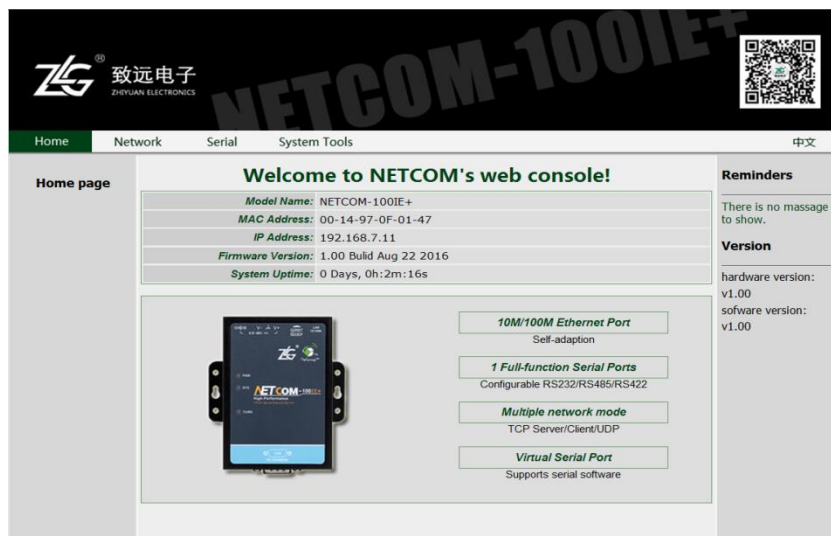 ZLG® 致远电子
ZHIYUAN ELECTRONICS
NETCOM-100IE+
Home Network Serial System Tools 中文
Home page
Welcome to NETCOM's web console!
Model Name: NETCOM-100IE+
MAC Address: 00-14-97-0F-01-47
IP Address: 192.168.7.11
Firmware Version: 1.00 Bulid Aug 22 2016
System Uptime: 0 Days, 0h:2m:16s
ZLG
NETCOM-100IE+
High Performance
10M/100M Ethernet Port
Self-adaption
1 Full-function Serial Ports
Configurable RS232/RS485/RS422
Multiple network mode
TCP Server/Client/UDP
Virtual Serial Port
Supports serial software
Reminders
There is no massage
to show.
Version
hardware version:
v1.00
sofware version:
v1.00